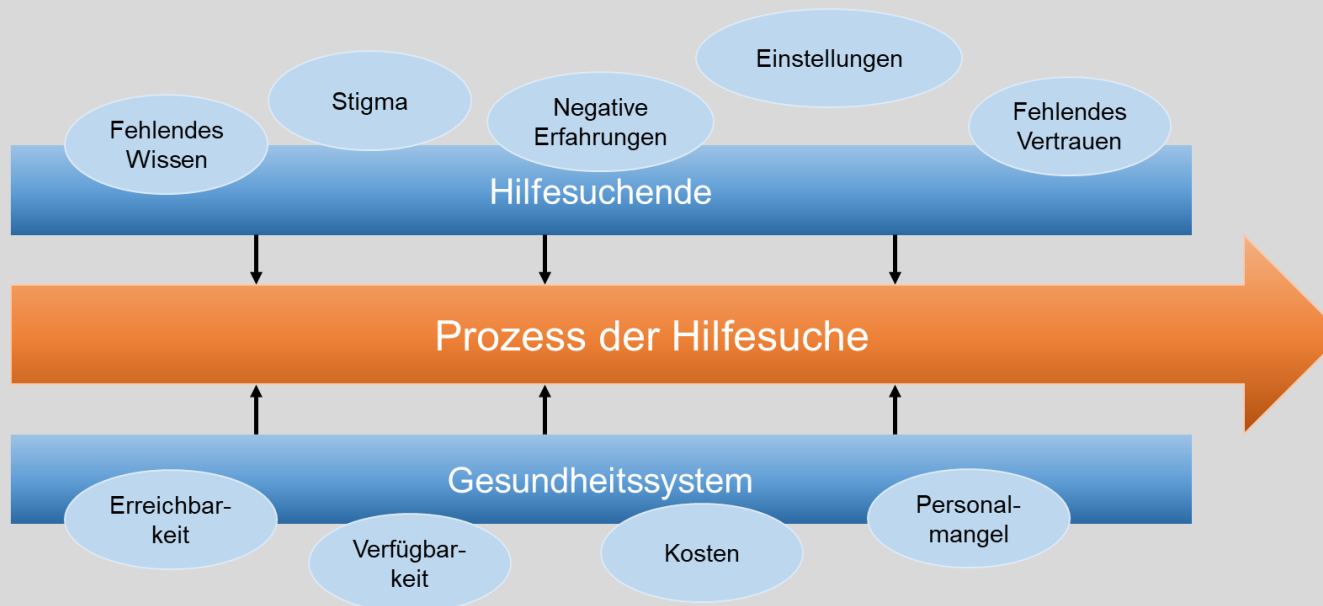 Einstellungen
Stigma
Negative
Erfahrungen
Fehlendes
Vertrauen
Fehlendes
Wissen
Hilfesuchende
Prozess der Hilfesuche
Gesundheitssystem
Erreichbar-
keit
Verfügbar-
keit
Kosten
Personal-
mangel